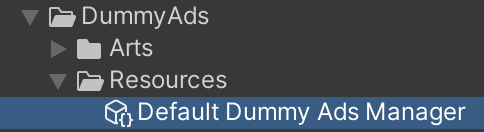 DummyAds
Arts
Resources
Default Dummy Ads Manager